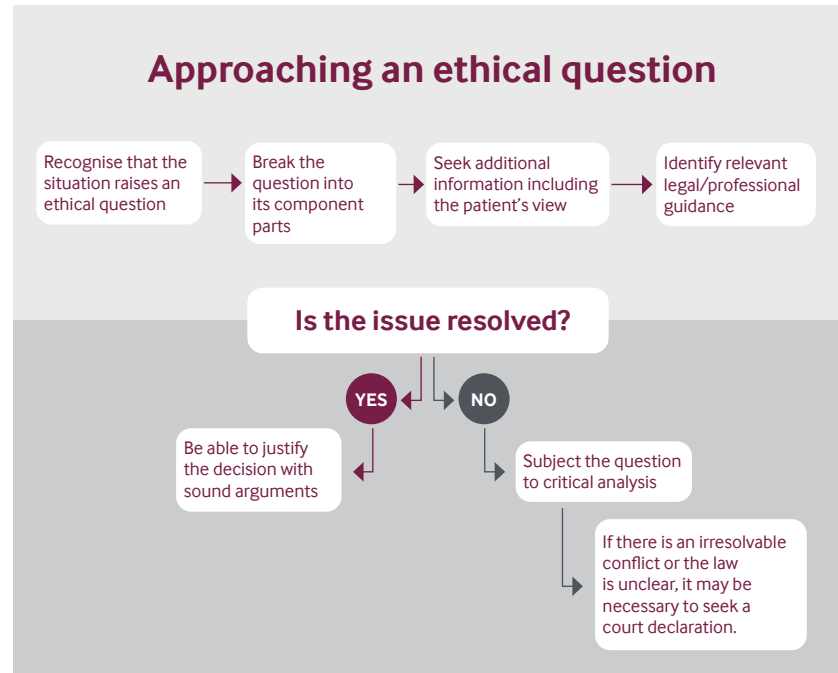 Approaching an ethical question
Recognise that the
situation raises an
ethical question
Break the
question into
its component
parts
Seek additional
information including
the patient’s view
Identify relevant
legal/professional
guidance
Is the issue resolved?
YES
NO
Be able to justify
the decision with
sound arguments
Subject the question
to critical analysis
If there is an irresolvable
conflict or the law
is unclear, it may be
necessary to seek a
court declaration.